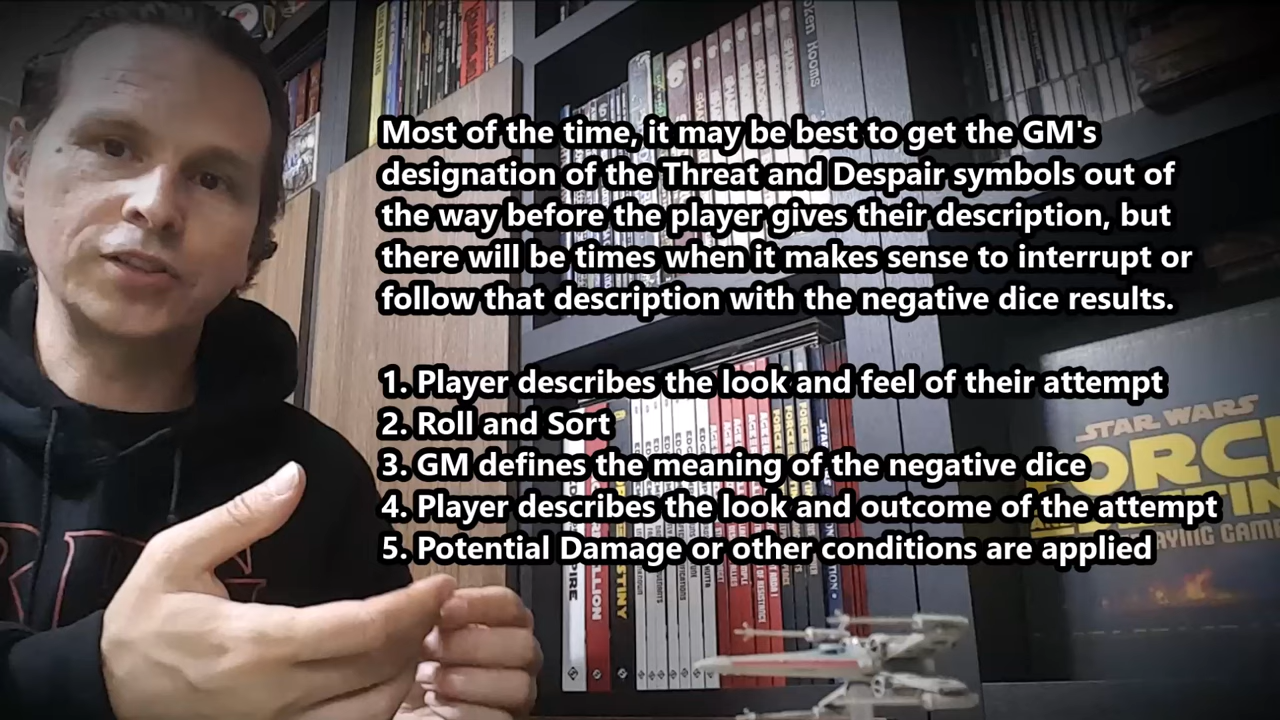 Most of the time, it may be best to get the GM's
designation of the Threat and Despair symbols out of
the way before the player gives their description, but
there will be times when it makes sense to interrupt or
follow that description with the negative dice results.
1. Player describes the look and feel of their attempt
2. Roll and Sort
3. GM defines the meaning of the negative dice
4. Player describes the look and outcome of the attempt
5. Potential Damage or other conditions are applied
STAR WARS